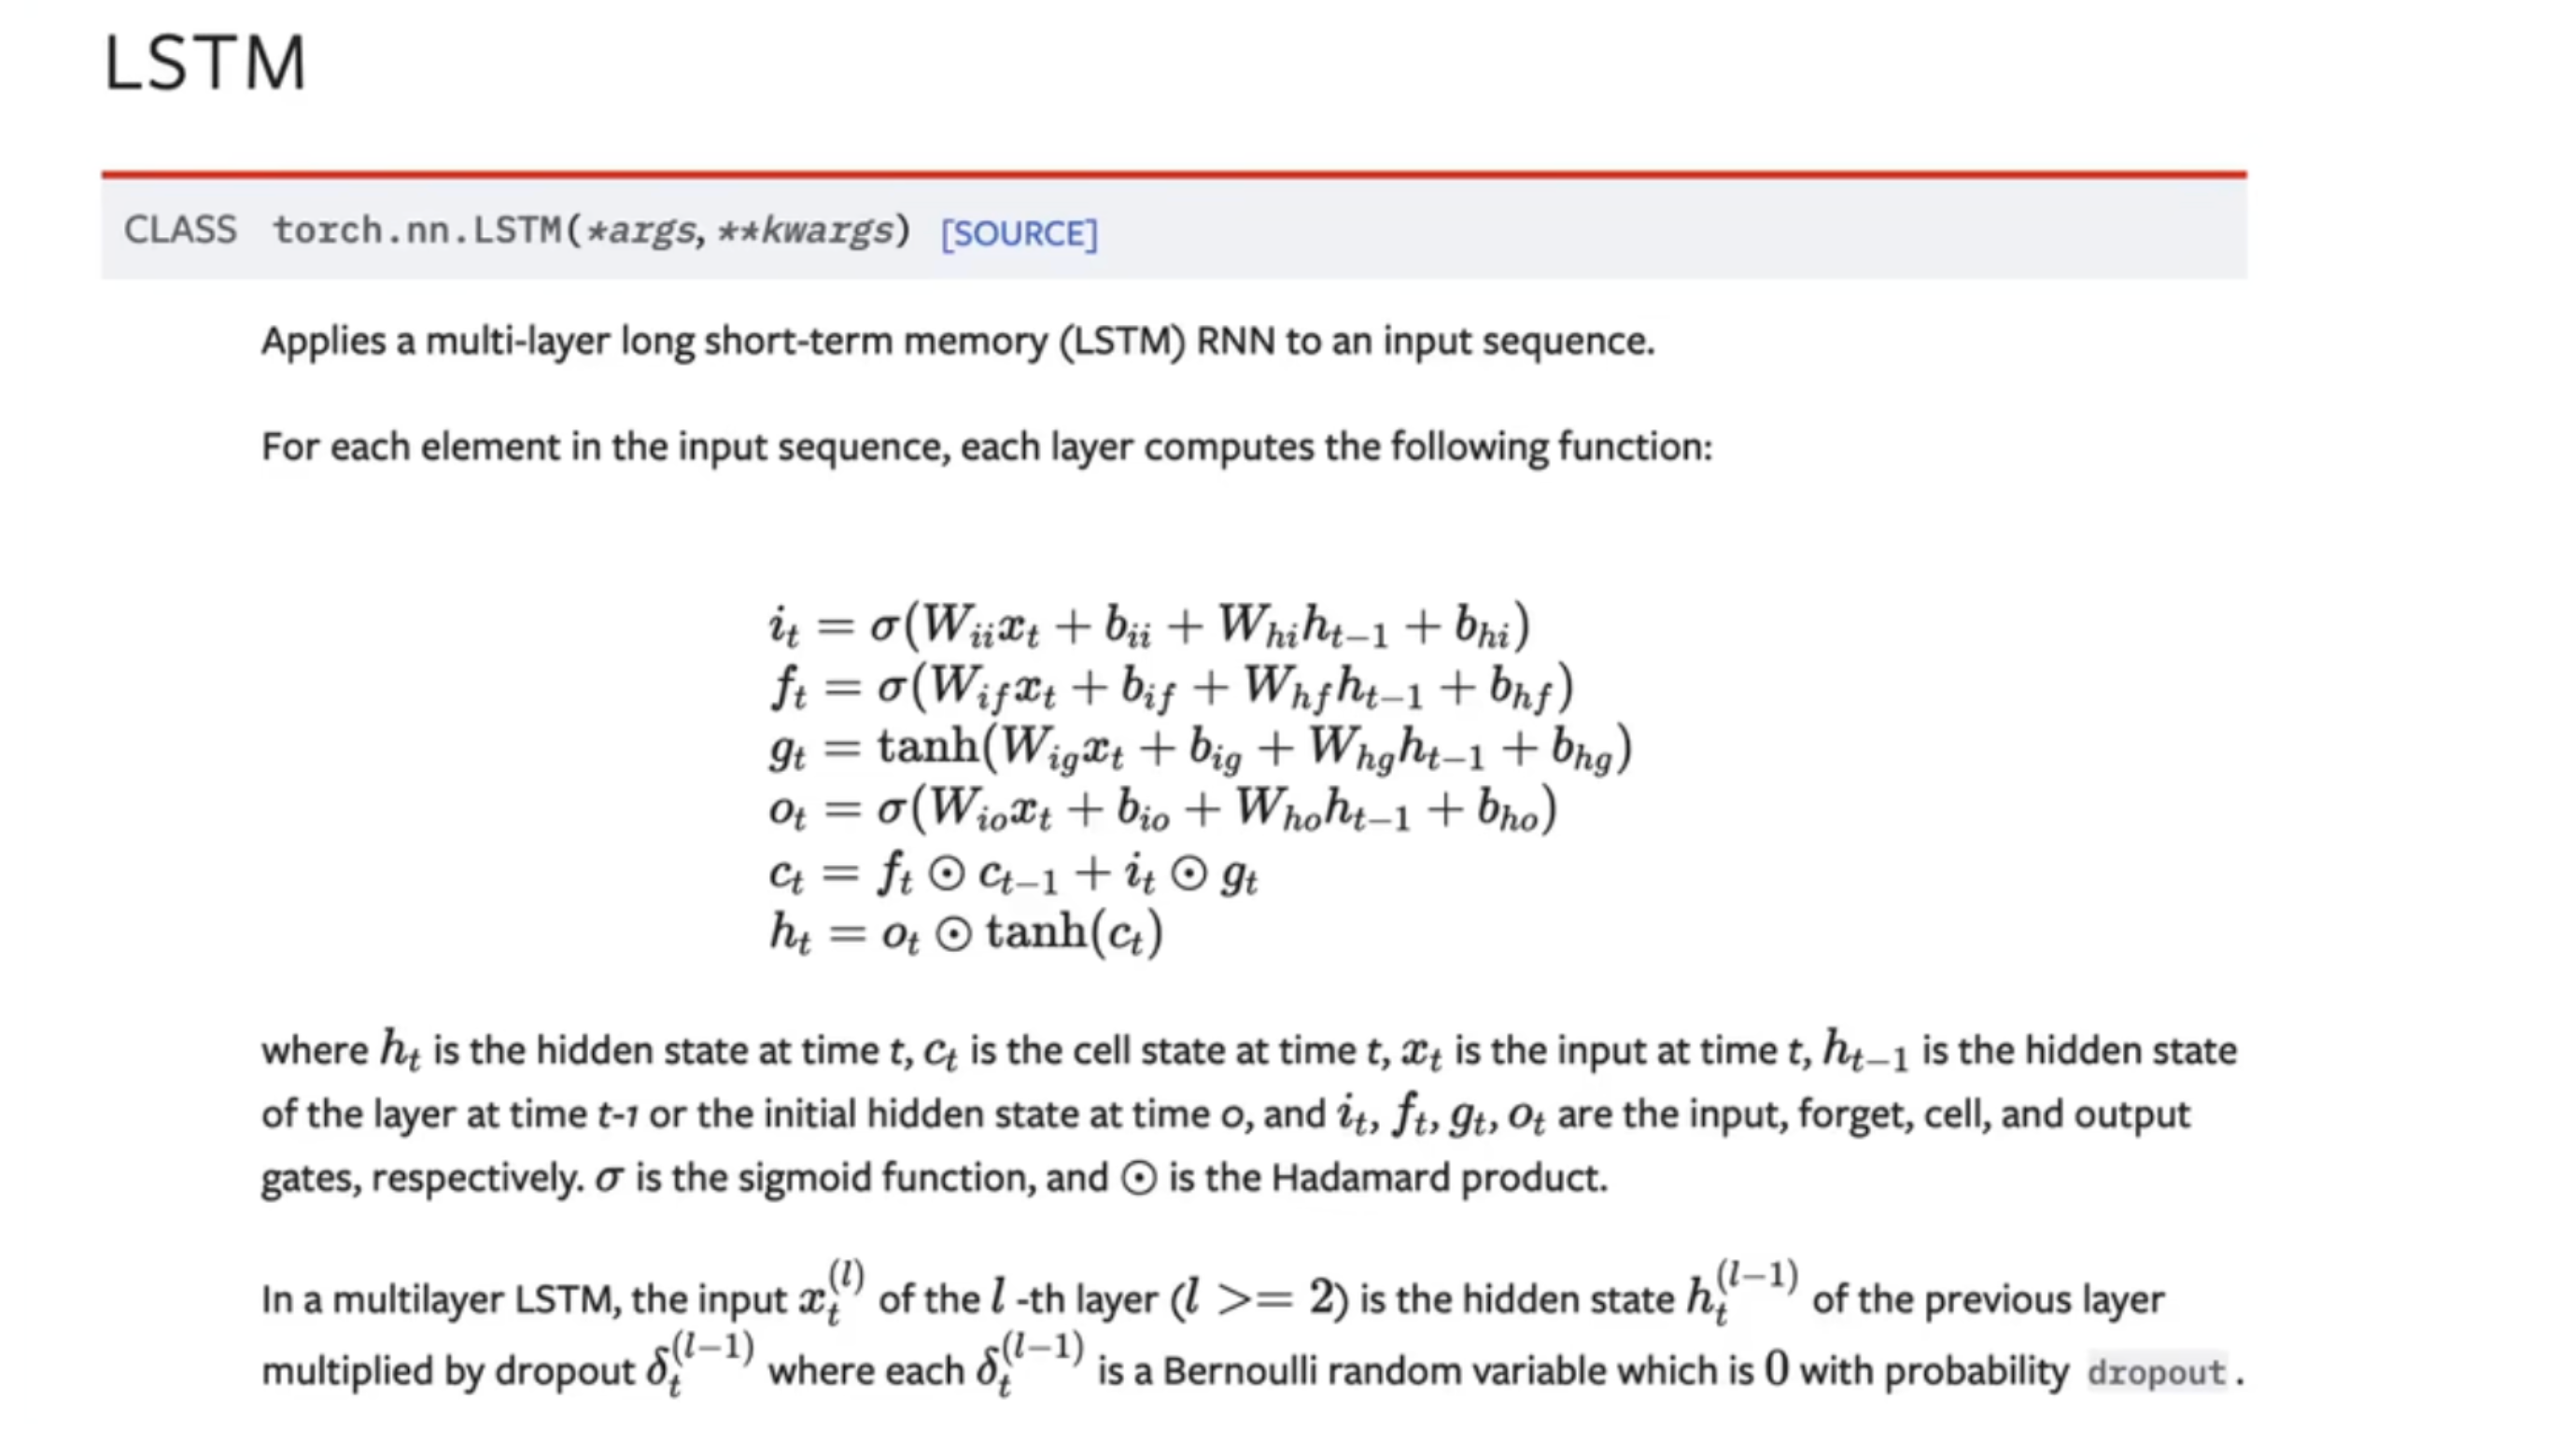 LSTM
CLASS torch.nn.LSTM(*args, **kwargs) [SOURCE]
Applies a multi-layer long short-term memory (LSTM) RNN to an input sequence.
For each element in the input sequence, each layer computes the following function:
i_t = σ(W_{ii} x_t + b_{ii} + W_{hi} h_{t−1} + b_{hi})
f_t = σ(W_{if} x_t + b_{if} + W_{hf} h_{t−1} + b_{hf})
g_t = tanh(W_{ig} x_t + b_{ig} + W_{hg} h_{t−1} + b_{hg})
o_t = σ(W_{io} x_t + b_{io} + W_{ho} h_{t−1} + b_{ho})
c_t = f_t ⊙ c_{t−1} + i_t ⊙ g_t
h_t = o_t ⊙ tanh(c_t)
where h_t is the hidden state at time t, c_t is the cell state at time t, x_t is the input at time t, h_{t−1} is the hidden state
of the layer at time t-1 or the initial hidden state at time 0, and i_t, f_t, g_t, o_t are the input, forget, cell, and output
gates, respectively. σ is the sigmoid function, and ⊙ is the Hadamard product.
In a multilayer LSTM, the input x_t^{(l)} of the l -th layer (l >= 2) is the hidden state h_t^{(l−1)} of the previous layer
multiplied by dropout δ_t^{(l−1)} where each δ_t^{(l−1)} is a Bernoulli random variable which is 0 with probability dropout.